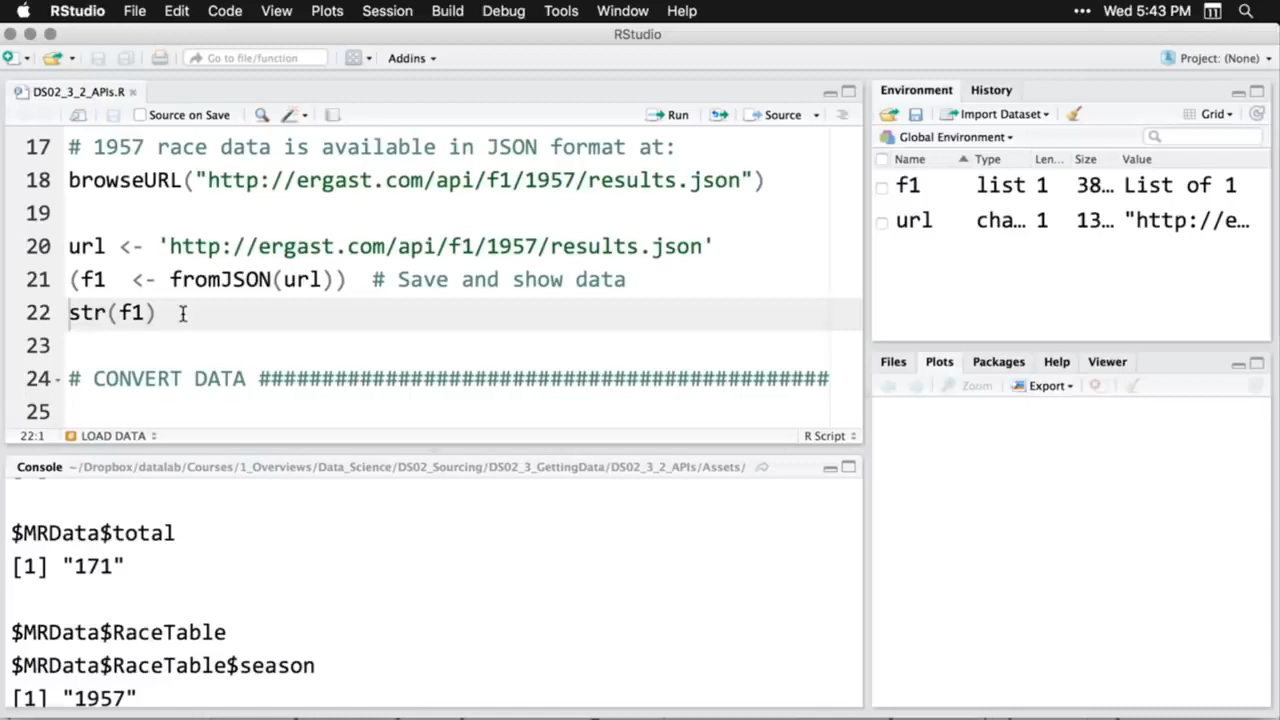 RStudio File Edit Code View Plots Session Build Debug Tools Window Help ••• Wed 5:43 PM 11
RStudio
Go to file/function Addins Project: (None)
DS02_3_2_APIs.R
Source on Save Run Source
17 # 1957 race data is available in JSON format at:
18 browseURL("http://ergast.com/api/f1/1957/results.json")
19
20 url <- 'http://ergast.com/api/f1/1957/results.json'
21 (f1 <- fromJSON(url)) # Save and show data
22 str(f1)
23
24 # CONVERT DATA ############################################
25
22:1 LOAD DATA R Script
Console ~/Dropbox/datalab/Courses/1_Overviews/Data_Science/DS02_Sourcing/DS02_3_GettingData/DS02_3_2_APIs/Assets/
$MRData$total
[1] "171"
$MRData$RaceTable
$MRData$RaceTable$season
[1] "1957"
Environment History
Import Dataset Grid
Global Environment
Name Type Len... Size Value
f1 list 1 38... List of 1
url cha... 1 13... "http://e...
Files Plots Packages Help Viewer
Zoom Export